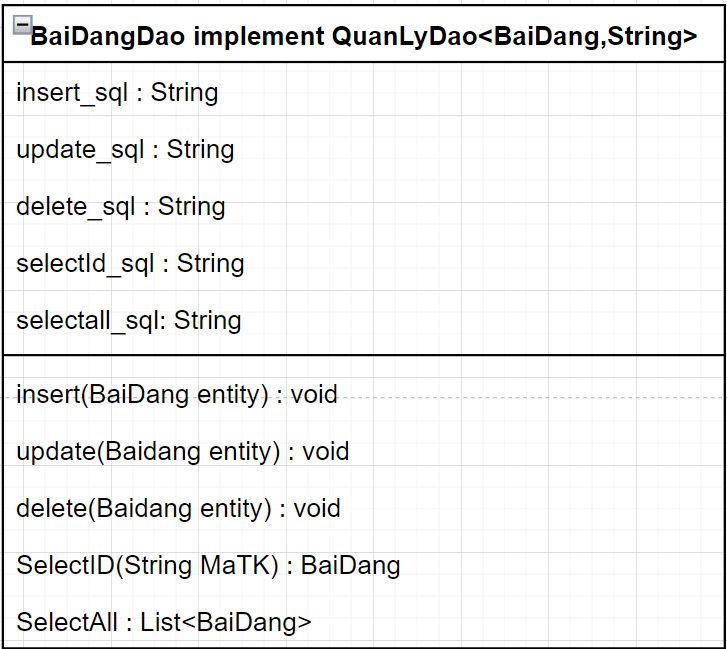 BaiDangDao implement QuanLyDao<BaiDang,String>
insert_sql : String
update_sql : String
delete_sql : String
selectId_sql : String
selectall_sql: String
insert(BaiDang entity) : void
update(Baidang entity) : void
delete(Baidang entity) : void
SelectID(String MaTK) : BaiDang
SelectAll : List<BaiDang>